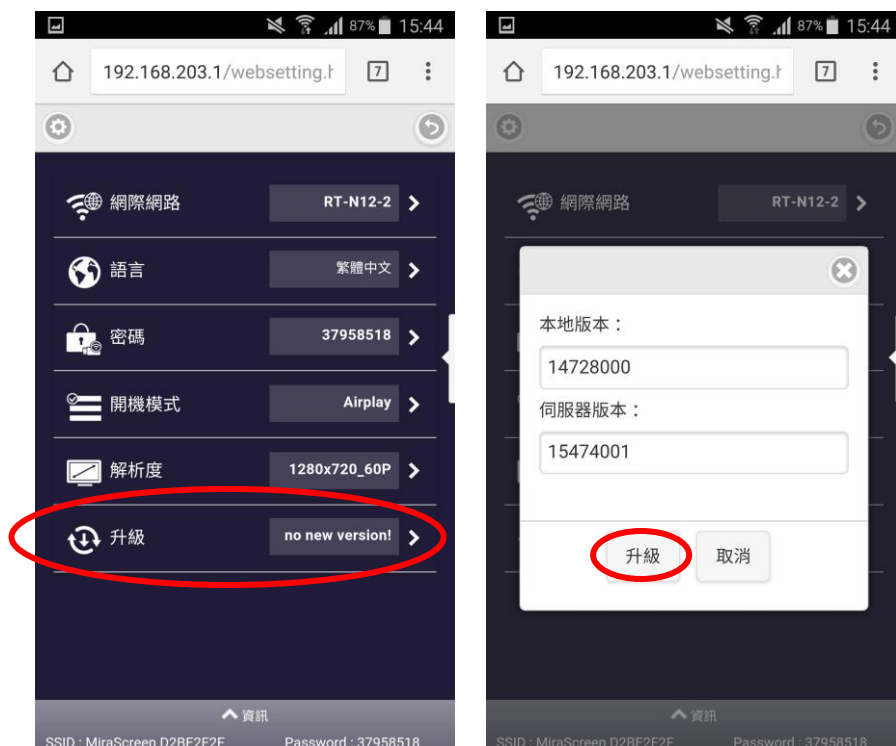 87% 15:44
192.168.203.1/websetting.h 7
網際網路 RT-N12-2
語言 繁體中文
密碼 37958518
開機模式 Airplay
解析度 1280x720_60P
升級 no new version!
資訊
SSID : MiraScreen D2BF2F2F Password : 37958518
87% 15:44
192.168.203.1/websetting.h 7
網際網路 RT-N12-2
本地版本：
14728000
伺服器版本：
15474001
升級 取消
資訊
SSID : MiraScreen D2BF2F2F Password : 37958518